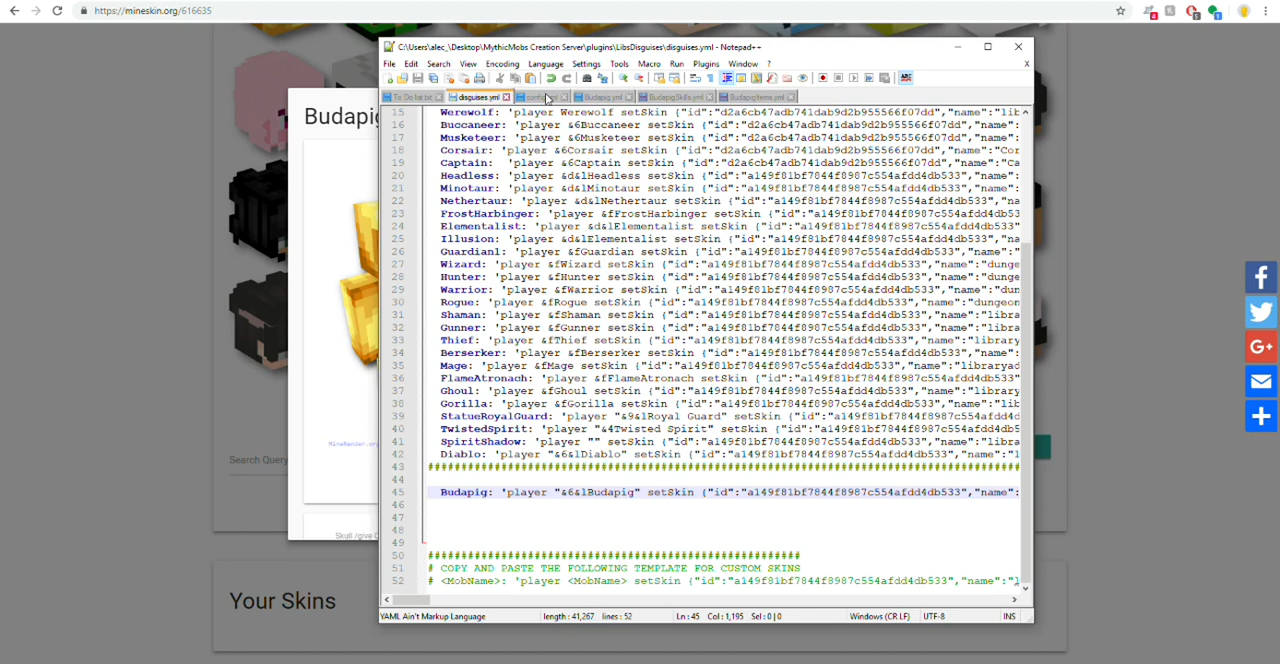 https://mineskin.org/616635
C:\Users\alec_\Desktop\MythicMobs Creation Server\plugins\LibsDisguises\disguises.yml - Notepad++
File Edit Search View Encoding Language Settings Tools Macro Run Plugins Window ?
X
To Do list.txt disguises.yml Budapig.yml BudapigSkills.yml BudapigItems.yml
Budapig
15 Werewolf: 'player Werewolf setSkin {"id":"d2a6cb47adb741dab9d2b955566f07dd","name":"lib
16 Buccaneer: 'player &6Buccaneer setSkin {"id":"d2a6cb47adb741dab9d2b955566f07dd","name":
17 Musketeer: 'player &6Musketeer setSkin {"id":"d2a6cb47adb741dab9d2b955566f07dd","name":
18 Corsair: 'player &6Corsair setSkin {"id":"d2a6cb47adb741dab9d2b955566f07dd","name":"Cor
19 Captain: 'player &6Captain setSkin {"id":"d2a6cb47adb741dab9d2b955566f07dd","name":"Ca
20 Headless: 'player &d&lHeadless setSkin {"id":"a149f81bf7844f8987c554afdd4db533","name":
21 Minotaur: 'player &d&lMinotaur setSkin {"id":"a149f81bf7844f8987c554afdd4db533","name":
22 Nethertaur: 'player &d&lNethertaur setSkin {"id":"a149f81bf7844f8987c554afdd4db533","na
23 FrostHarbinger: 'player &fFrostHarbinger setSkin {"id":"a149f81bf7844f8987c554afdd4db53
24 Elementalist: 'player &d&lElementalist setSkin {"id":"a149f81bf7844f8987c554afdd4db533"
25 Illusion: 'player &d&lElementalist setSkin {"id":"a149f81bf7844f8987c554afdd4db533","na
26 Guardian1: 'player &fGuardian setSkin {"id":"a149f81bf7844f8987c554afdd4db533","name":"
27 Wizard: 'player &fWizard setSkin {"id":"a149f81bf7844f8987c554afdd4db533","name":"dunge
28 Hunter: 'player &fHunter setSkin {"id":"a149f81bf7844f8987c554afdd4db533","name":"dunge
29 Warrior: 'player &fWarrior setSkin {"id":"a149f81bf7844f8987c554afdd4db533","name":"dun
30 Rogue: 'player &fRogue setSkin {"id":"a149f81bf7844f8987c554afdd4db533","name":"dungeon
31 Shaman: 'player &fShaman setSkin {"id":"a149f81bf7844f8987c554afdd4db533","name":"libra
32 Gunner: 'player &fGunner setSkin {"id":"a149f81bf7844f8987c554afdd4db533","name":"libra
33 Thief: 'player &fThief setSkin {"id":"a149f81bf7844f8987c554afdd4db533","name":"library
34 Berserker: 'player &fBerserker setSkin {"id":"a149f81bf7844f8987c554afdd4db533","name":
35 Mage: 'player &fMage setSkin {"id":"a149f81bf7844f8987c554afdd4db533","name":"libraryad
36 FlameAtronach: 'player &fFlameAtronach setSkin {"id":"a149f81bf7844f8987c554afdd4db533"
37 Ghoul: 'player &fGhoul setSkin {"id":"a149f81bf7844f8987c554afdd4db533","name":"library
38 Gorilla: 'player &fGorilla setSkin {"id":"a149f81bf7844f8987c554afdd4db533","name":"lib
39 StatueRoyalGuard: 'player "&9&lRoyal Guard" setSkin {"id":"a149f81bf7844f8987c554afdd4d
40 TwistedSpirit: 'player "&4Twisted Spirit" setSkin {"id":"a149f81bf7844f8987c554afdd4db5
41 SpiritShadow: 'player "" setSkin {"id":"a149f81bf7844f8987c554afdd4db533","name":"libra
42 Diablo: 'player "&6&lDiablo" setSkin {"id":"a149f81bf7844f8987c554afdd4db533","name":"l
43 ##########################################################################################
44
45 Budapig: 'player "&6&lBudapig" setSkin {"id":"a149f81bf7844f8987c554afdd4db533","name":
46
47
48
49
50 ########################################################
51 # COPY AND PASTE THE FOLLOWING TEMPLATE FOR CUSTOM SKINS
52 # <MobName>: 'player <MobName> setSkin {"id":"a149f81bf7844f8987c554afdd4db533","name":"l
MineRender.org
Search Query
Skull /give C
YAML Ain't Markup Language length : 41,267 lines : 52 Ln : 45 Col : 1,195 Sel : 0 | 0 Windows (CR LF) UTF-8 INS
Your Skins